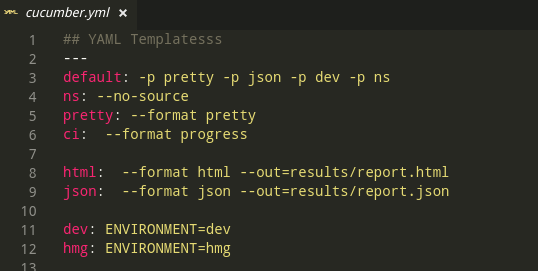 YAML cucumber.yml ×
1 ## YAML Templatesss
2 ---
3 default: -p pretty -p json -p dev -p ns
4 ns: --no-source
5 pretty: --format pretty
6 ci:  --format progress
7
8 html:  --format html --out=results/report.html
9 json:  --format json --out=results/report.json
10
11 dev: ENVIRONMENT=dev
12 hmg: ENVIRONMENT=hmg
13